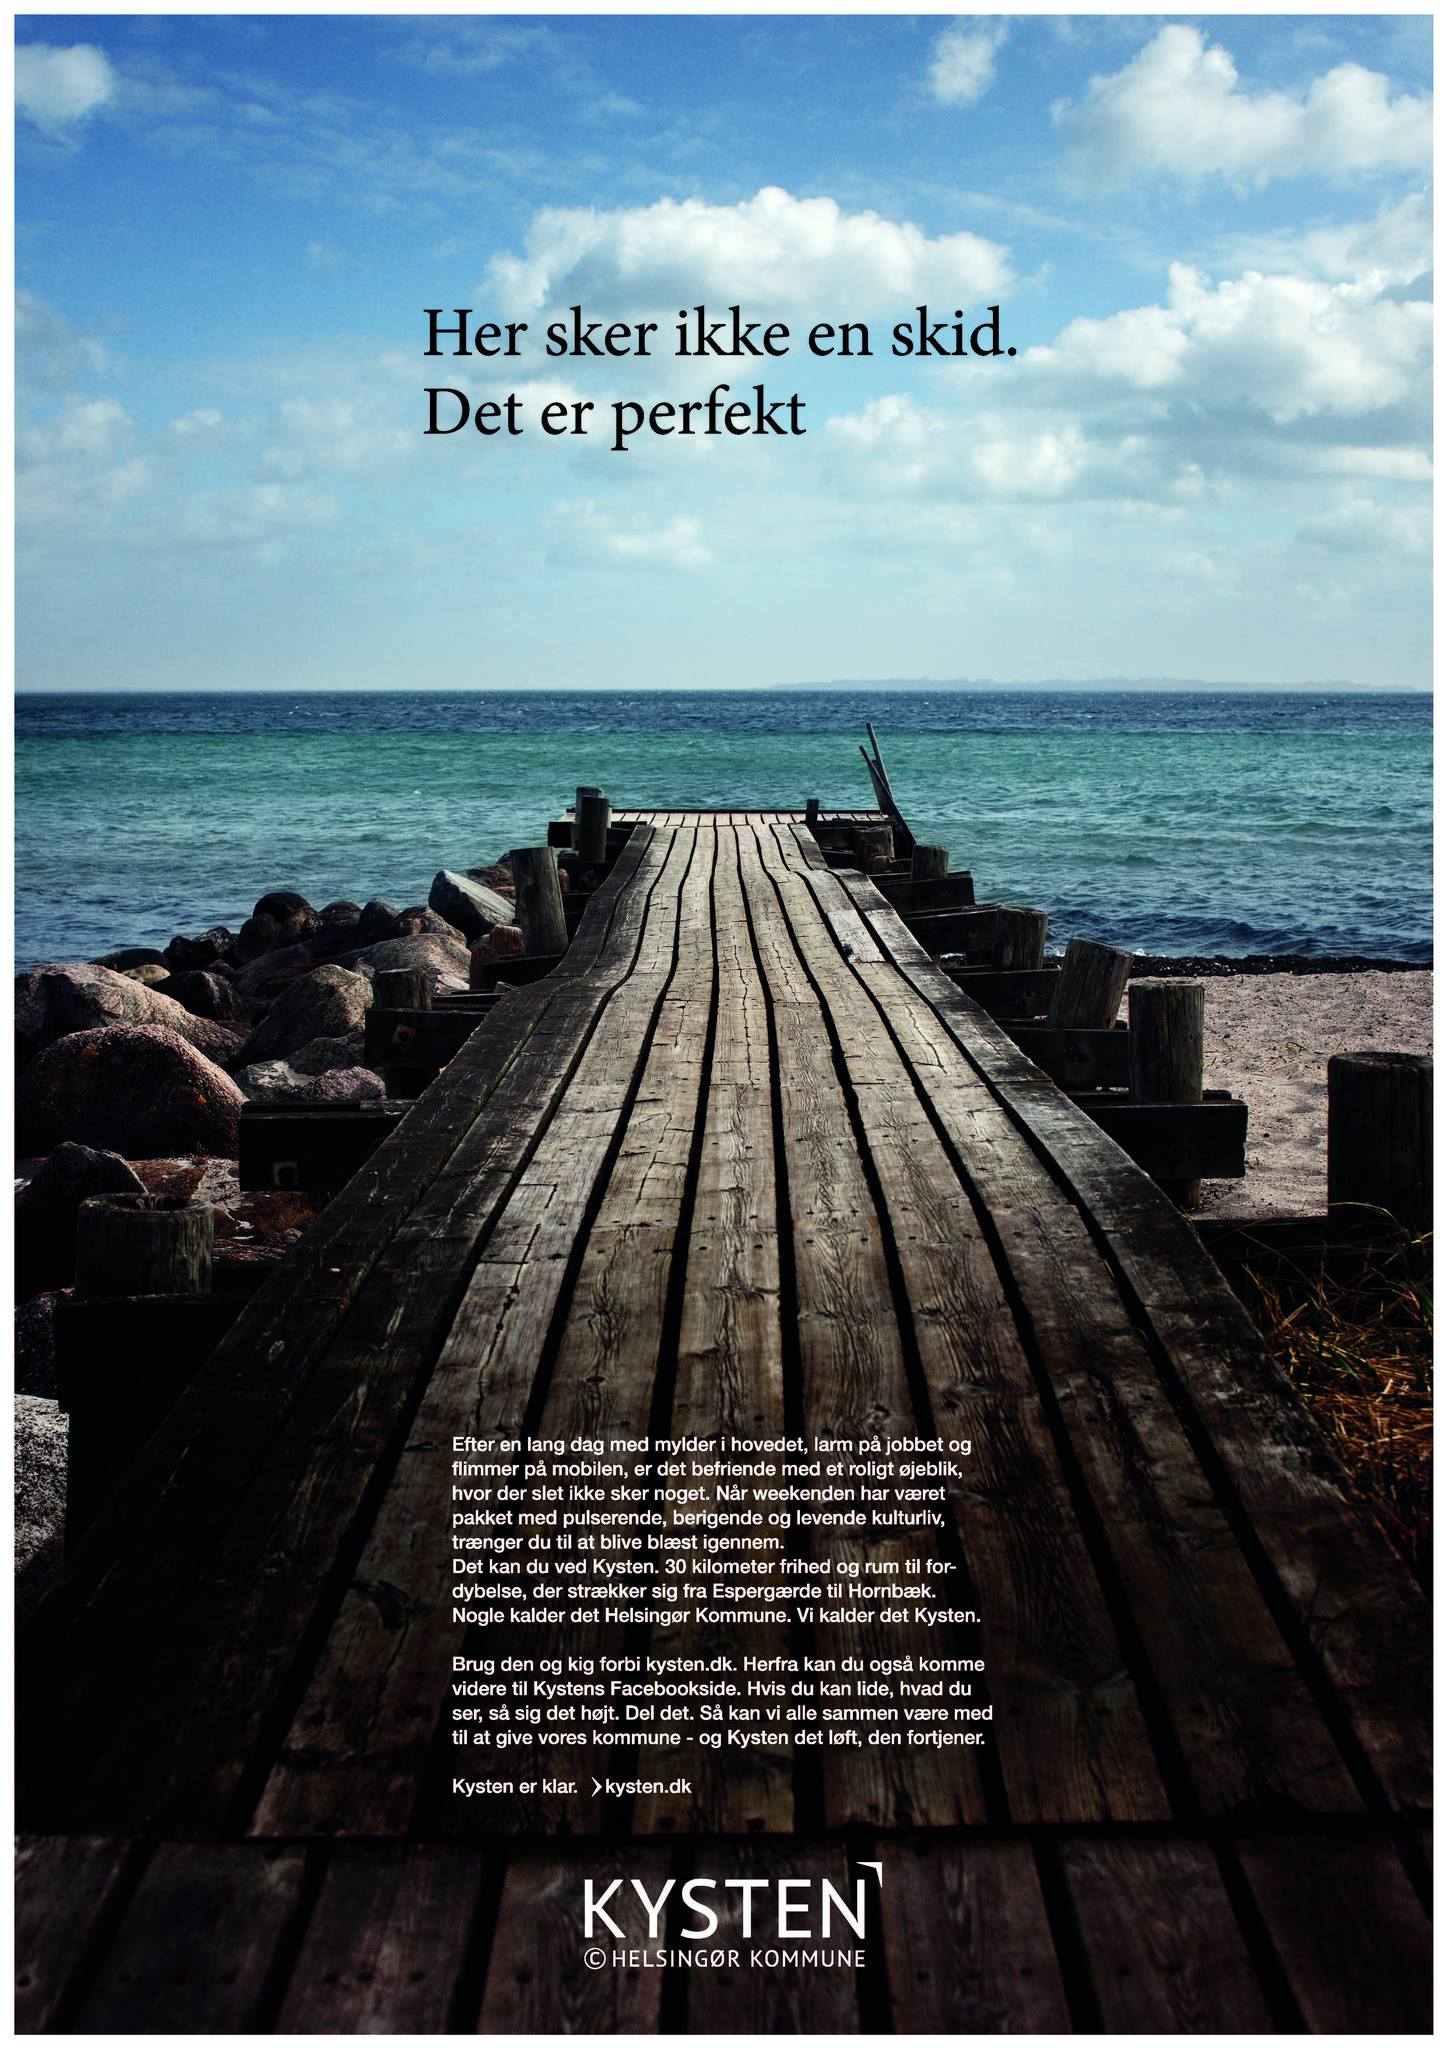 Her sker ikke en skid.
Det er perfekt
Efter en lang dag med mylder i hovedet, larm på jobbet og
flimmer på mobilen, er det befriende med et roligt øjeblik,
hvor der slet ikke sker noget. Når weekenden har været
pakket med pulserende, berigende og levende kulturliv,
trænger du til at blive blæst igennem.
Det kan du ved Kysten. 30 kilometer frihed og rum til for-
dybelse, der strækker sig fra Espergærde til Hornbæk.
Nogle kalder det Helsingør Kommune. Vi kalder det Kysten.
Brug den og kig forbi kysten.dk. Herfra kan du også komme
videre til Kystens Facebookside. Hvis du kan lide, hvad du
ser, så sig det højt. Del det. Så kan vi alle sammen være med
til at give vores kommune - og Kysten det løft, den fortjener.
Kysten er klar. kysten.dk
KYSTEN
© HELSINGØR KOMMUNE